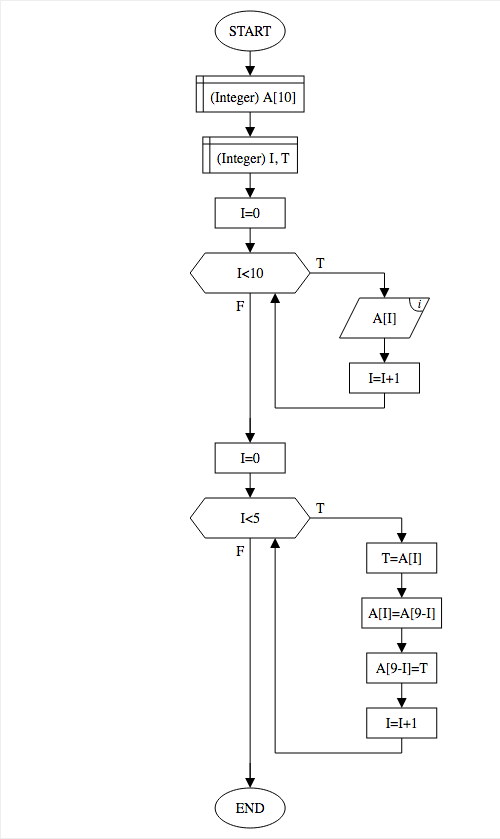 START
(Integer) A[10]
(Integer) I, T
I=0
I<10
T
A[I]
i
I=I+1
F
I=0
I<5
T
T=A[I]
A[I]=A[9-I]
A[9-I]=T
I=I+1
F
END